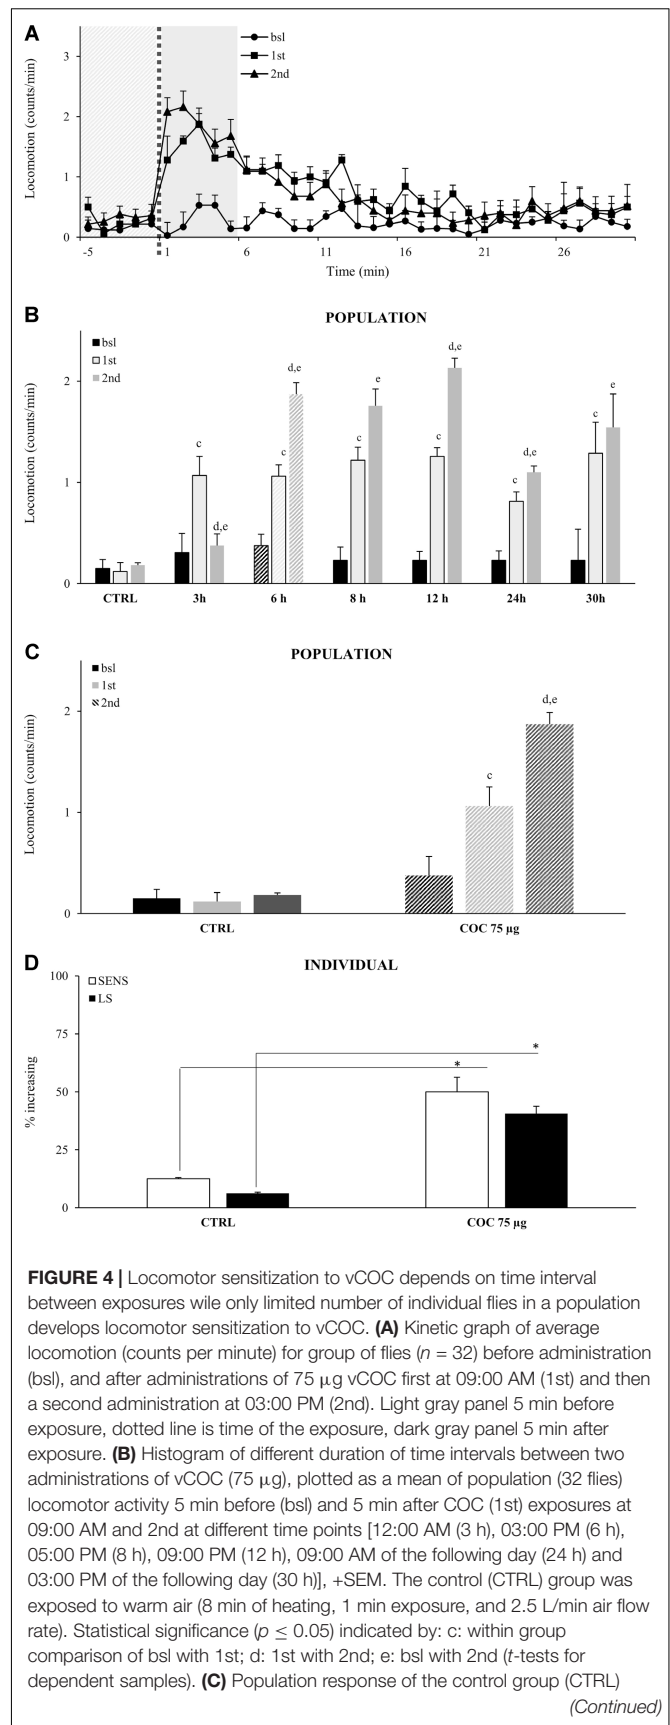 A
bsl
1st
2nd
Locomotion (counts/min)
3
2
1
0
-5 1 6 11 16 21 26
Time (min)
B
POPULATION
bsl
1st
2nd
Locomotion (counts/min)
2
1
0
c d,e c d,e c e c d,e c d,e c e
CTRL 3h 6 h 8 h 12 h 24h 30h
C
POPULATION
bsl
1st
2nd
Locomotion (counts/min)
2
1
0
c d,e
CTRL COC 75 µg
D
INDIVIDUAL
SENS
LS
% increasing
100
75
50
25
0
* *
CTRL COC 75 µg
FIGURE 4 | Locomotor sensitization to vCOC depends on time interval
between exposures wile only limited number of individual flies in a population
develops locomotor sensitization to vCOC. (A) Kinetic graph of average
locomotion (counts per minute) for group of flies (n = 32) before administration
(bsl), and after administrations of 75 µg vCOC first at 09:00 AM (1st) and then
a second administration at 03:00 PM (2nd). Light gray panel 5 min before
exposure, dotted line is time of the exposure, dark gray panel 5 min after
exposure. (B) Histogram of different duration of time intervals between two
administrations of vCOC (75 µg), plotted as a mean of population (32 flies)
locomotor activity 5 min before (bsl) and 5 min after COC (1st) exposures at
09:00 AM and 2nd at different time points [12:00 AM (3 h), 03:00 PM (6 h),
05:00 PM (8 h), 09:00 PM (12 h), 09:00 AM of the following day (24 h) and
03:00 PM of the following day (30 h)], +SEM. The control (CTRL) group was
exposed to warm air (8 min of heating, 1 min exposure, and 2.5 L/min air flow
rate). Statistical significance (p ≤ 0.05) indicated by: c: within group
comparison of bsl with 1st; d: 1st with 2nd; e: bsl with 2nd (t-tests for
dependent samples). (C) Population response of the control group (CTRL)
(Continued)